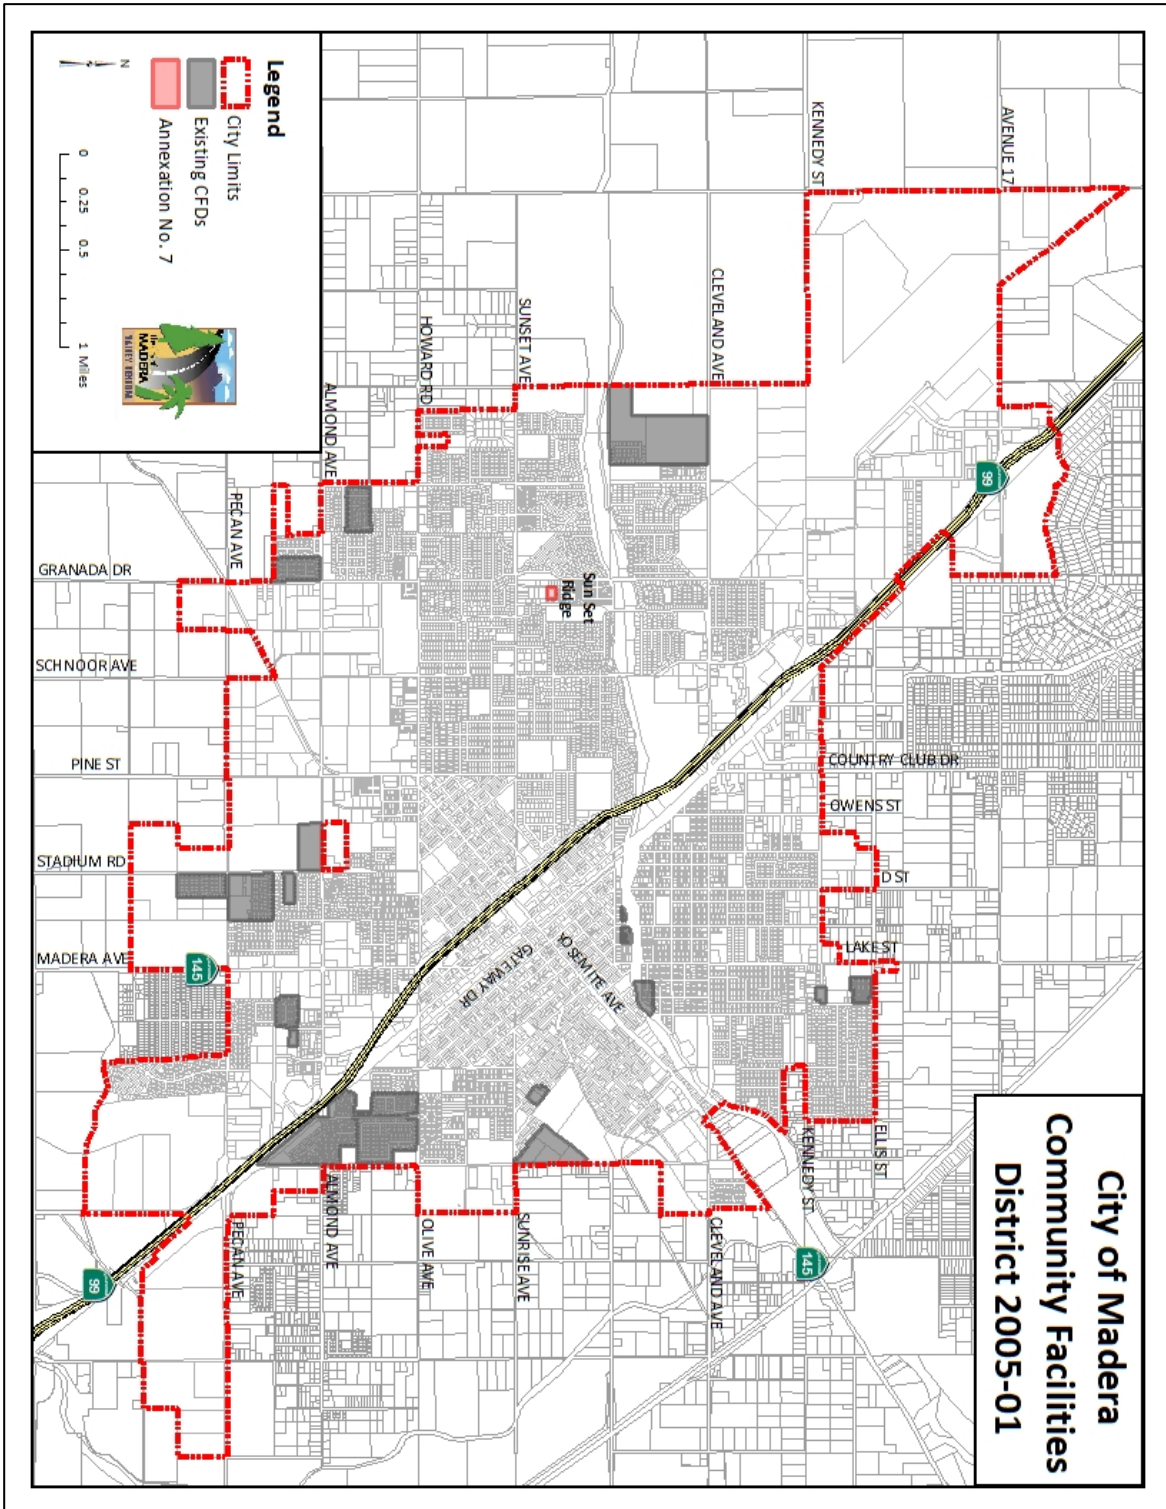 City of Madera
Community Facilities
District 2005-01
AVENUE 17
KENNEDY ST
CLEVELAND AVE
SUNSET AVE
HOWARD RD
ALMOND AVE
PECAN AVE
99
Sun Set
Ridge
GRANADA DR
SCHNOOR AVE
PINE ST
STADIUM RD
MADERA AVE
145
COUNTRY CLUB DR
OWENS ST
D ST
LAKE ST
YOSEMITE AVE
GATEWAY DR
ELLIS ST
KENNEDY ST
145
CLEVELAND AVE
SUNRISE AVE
OLIVE AVE
ALMOND AVE
PECAN AVE
99
Legend
City Limits
Existing CFDs
Annexation No. 7
N
0 0.25 0.5 1 Miles
MADERA